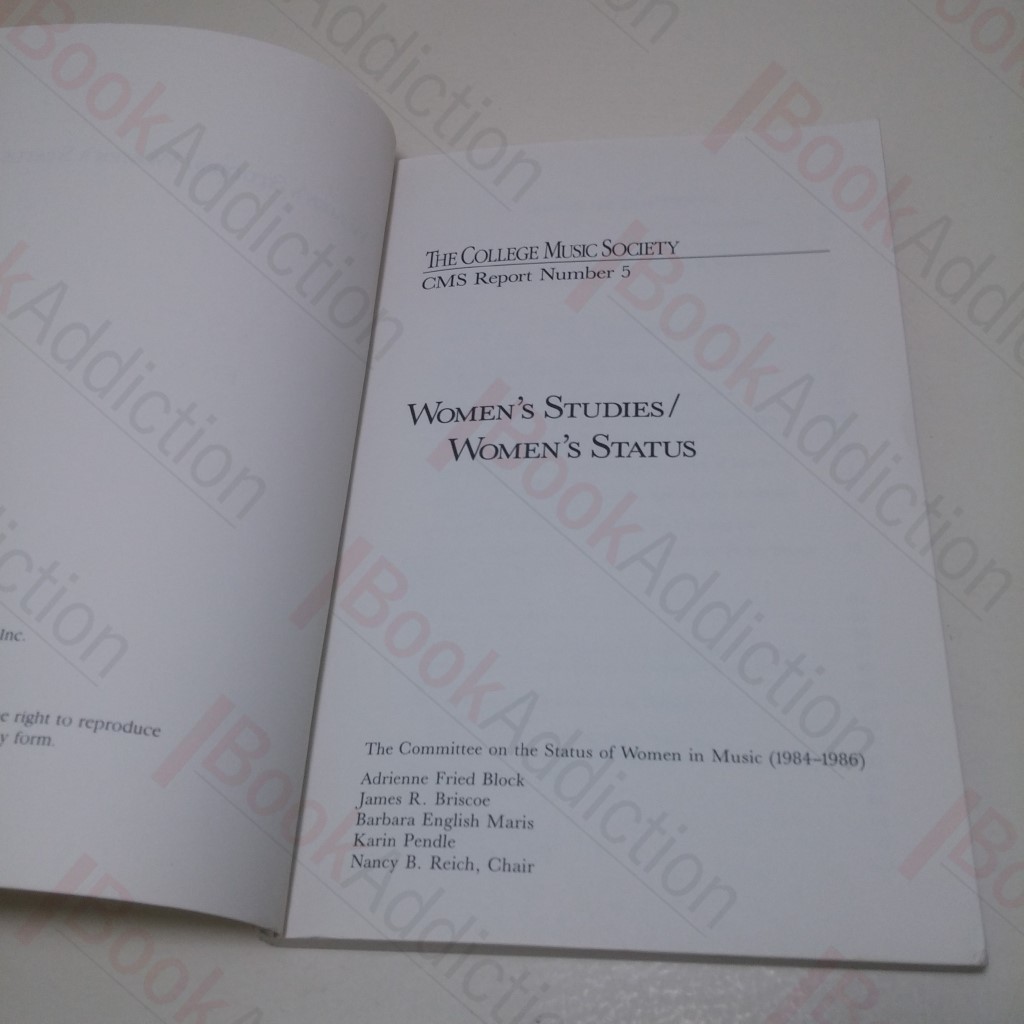 Inc.
e right to reproduce
y form.
THE COLLEGE MUSIC SOCIETY
CMS Report Number 5
WOMEN'S STUDIES/
WOMEN'S STATUS
The Committee on the Status of Women in Music (1984–1986)
Adrienne Fried Block
James R. Briscoe
Barbara English Maris
Karin Pendle
Nancy B. Reich, Chair
BookAddiction